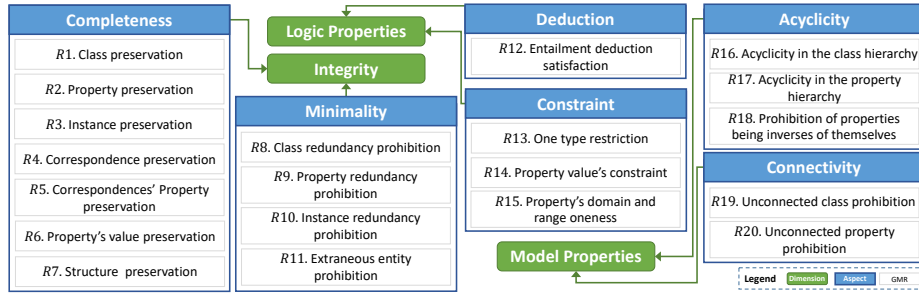 Completeness
R1. Class preservation
R2. Property preservation
R3. Instance preservation
R4. Correspondence preservation
R5. Correspondences' Property
preservation
R6. Property's value preservation
R7. Structure preservation
Logic Properties
Integrity
Minimality
R8. Class redundancy prohibition
R9. Property redundancy
prohibition
R10. Instance redundancy
prohibition
R11. Extraneous entity
prohibition
Deduction
R12. Entailment deduction
satisfaction
Constraint
R13. One type restriction
R14. Property value's constraint
R15. Property's domain and
range oneness
Model Properties
Acyclicity
R16. Acyclicity in the class hierarchy
R17. Acyclicity in the property
hierarchy
R18. Prohibition of properties
being inverses of themselves
Connectivity
R19. Unconnected class prohibition
R20. Unconnected property
prohibition
Legend Dimension Aspect GMR